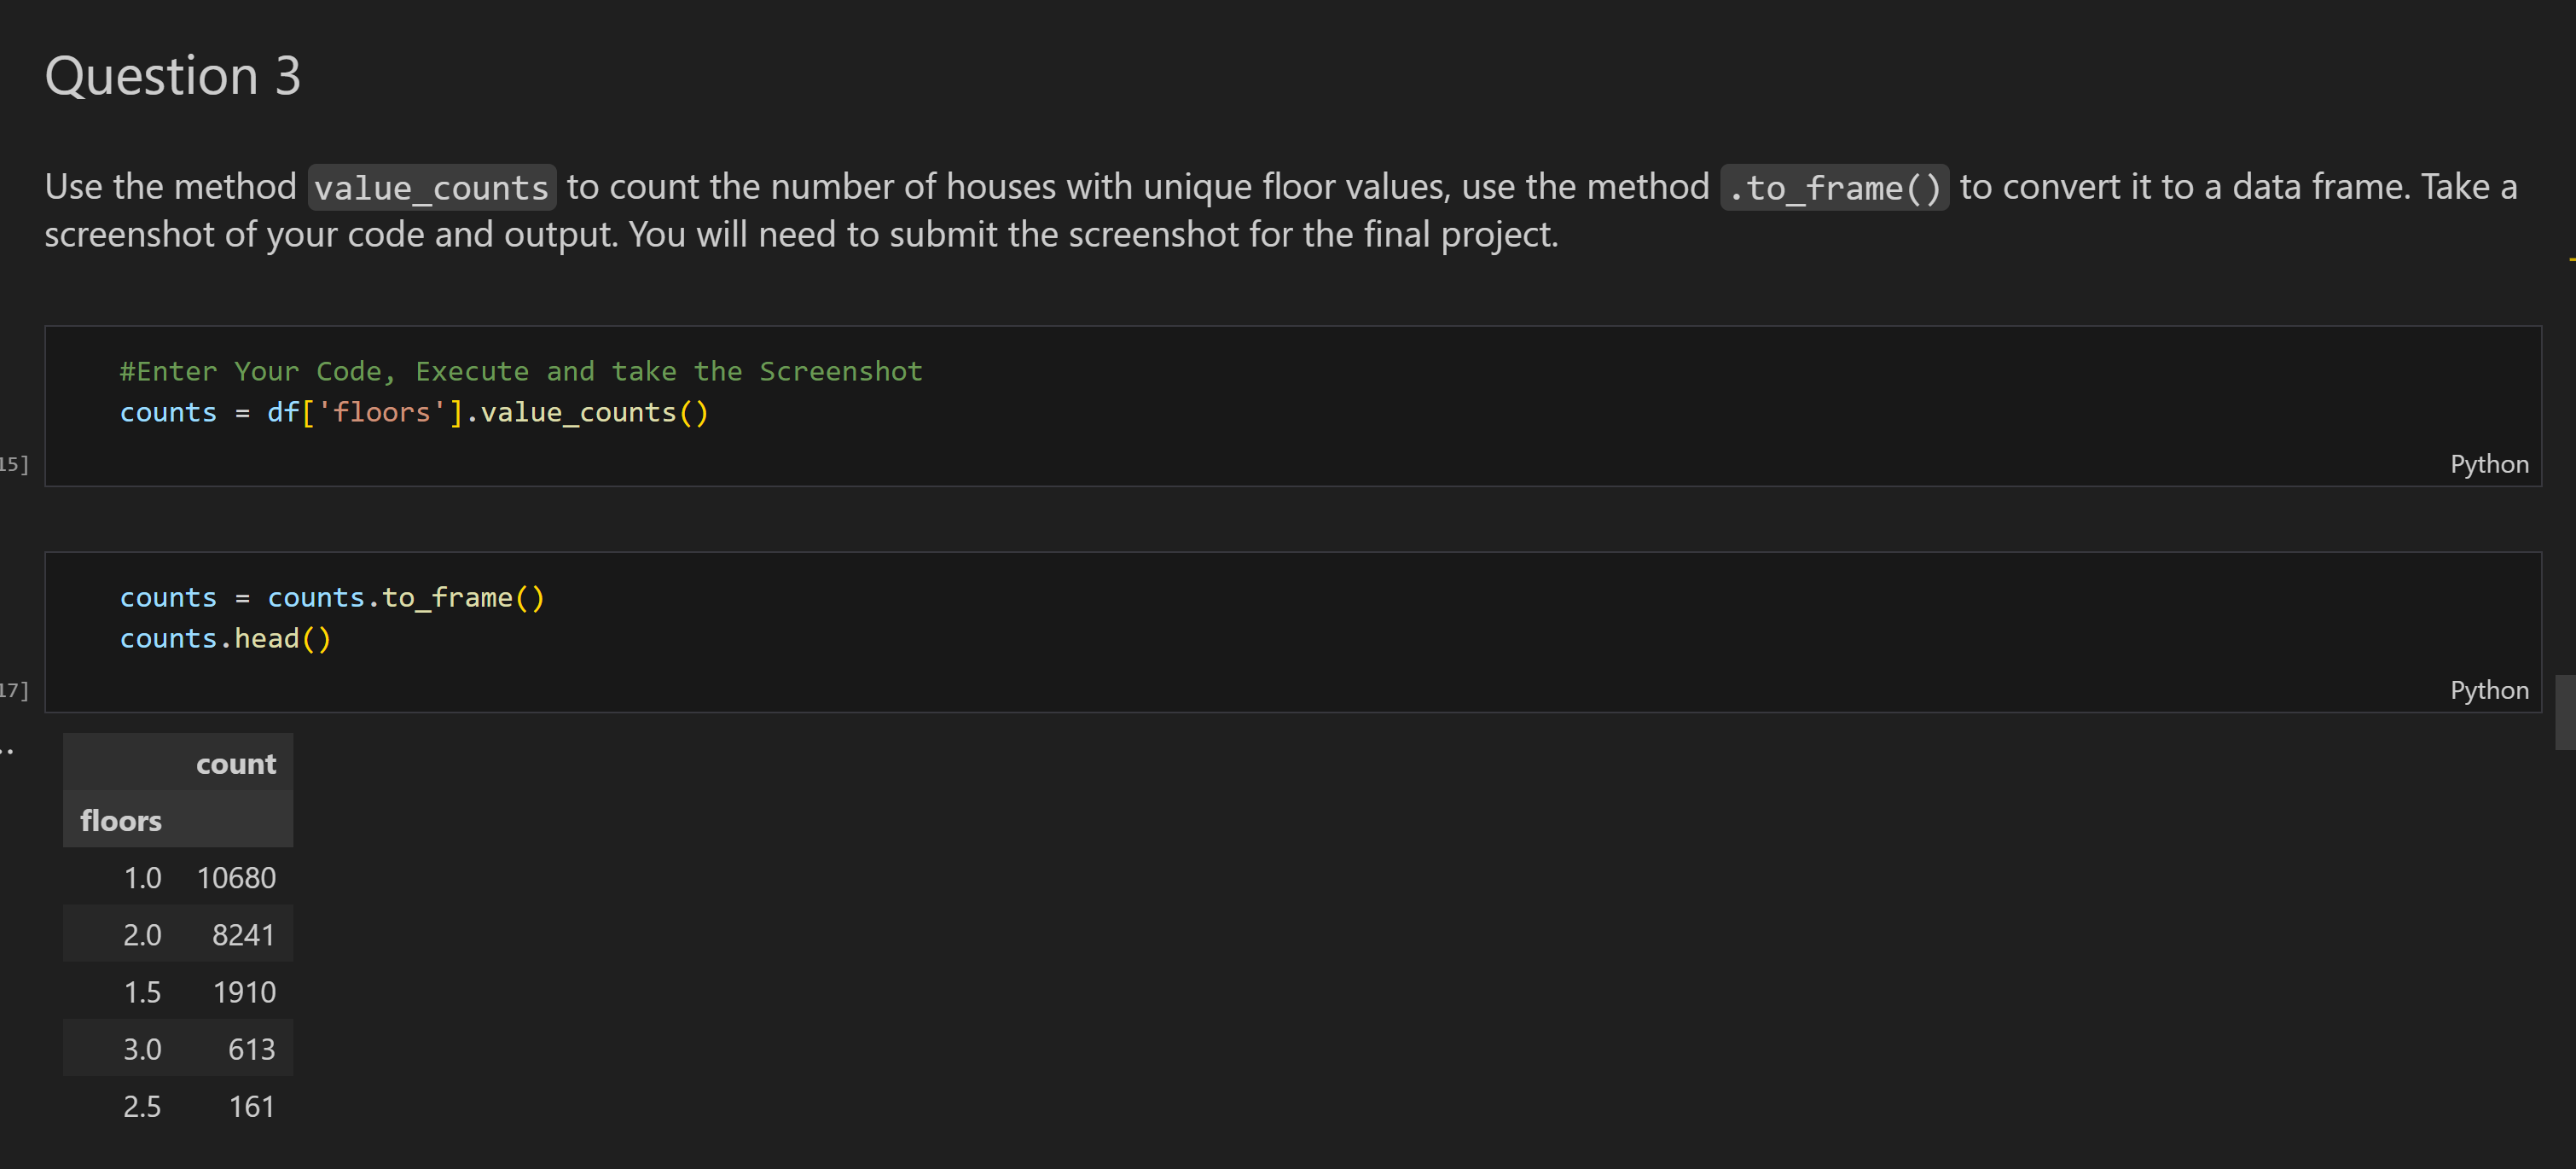 Question 3
Use the method value_counts to count the number of houses with unique floor values, use the method .to_frame() to convert it to a data frame. Take a
screenshot of your code and output. You will need to submit the screenshot for the final project.
#Enter Your Code, Execute and take the Screenshot
counts = df['floors'].value_counts()
15]
Python
counts = counts.to_frame()
counts.head()
17]
Python
..
count
floors
1.0 10680
2.0 8241
1.5 1910
3.0 613
2.5 161